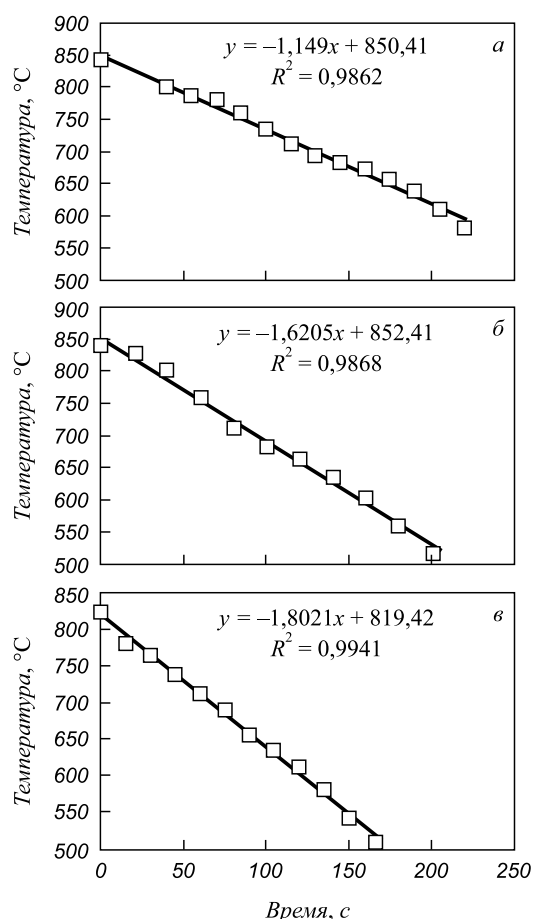 900
850
800
750
700
650
600
550
500
Температура, °C
y = –1,149x + 850,41
R² = 0,9862
а
900
850
800
750
700
650
600
550
500
Температура, °C
y = –1,6205x + 852,41
R² = 0,9868
б
850
800
750
700
650
600
550
500
Температура, °C
y = –1,8021x + 819,42
R² = 0,9941
в
0 50 100 150 200 250
Время, с